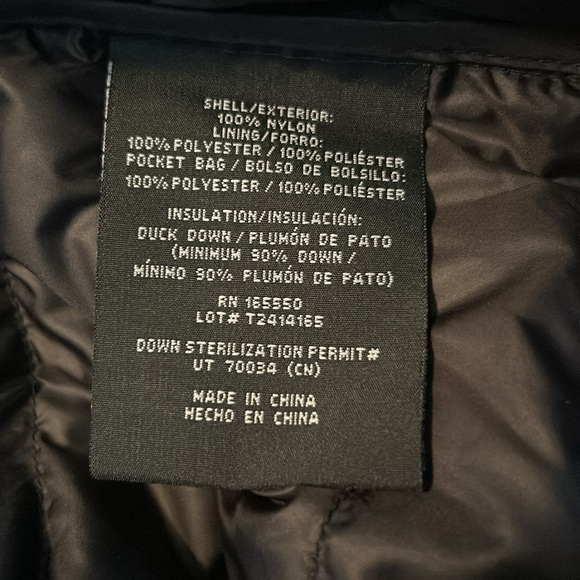 SHELL/EXTERIOR:
100% NYLON
LINING/FORRO:
100% POLYESTER / 100% POLIÉSTER
POCKET BAG / BOLSO DE BOLSILLO:
100% POLYESTER / 100% POLIÉSTER
INSULATION/INSULACIÓN:
DUCK DOWN / PLUMÓN DE PATO
(MINIMUM 90% DOWN /
MÍNIMO 90% PLUMÓN DE PATO)
RN 165550
LOT# T2414165
DOWN STERILIZATION PERMIT#
UT 70034 (CN)
MADE IN CHINA
HECHO EN CHINA